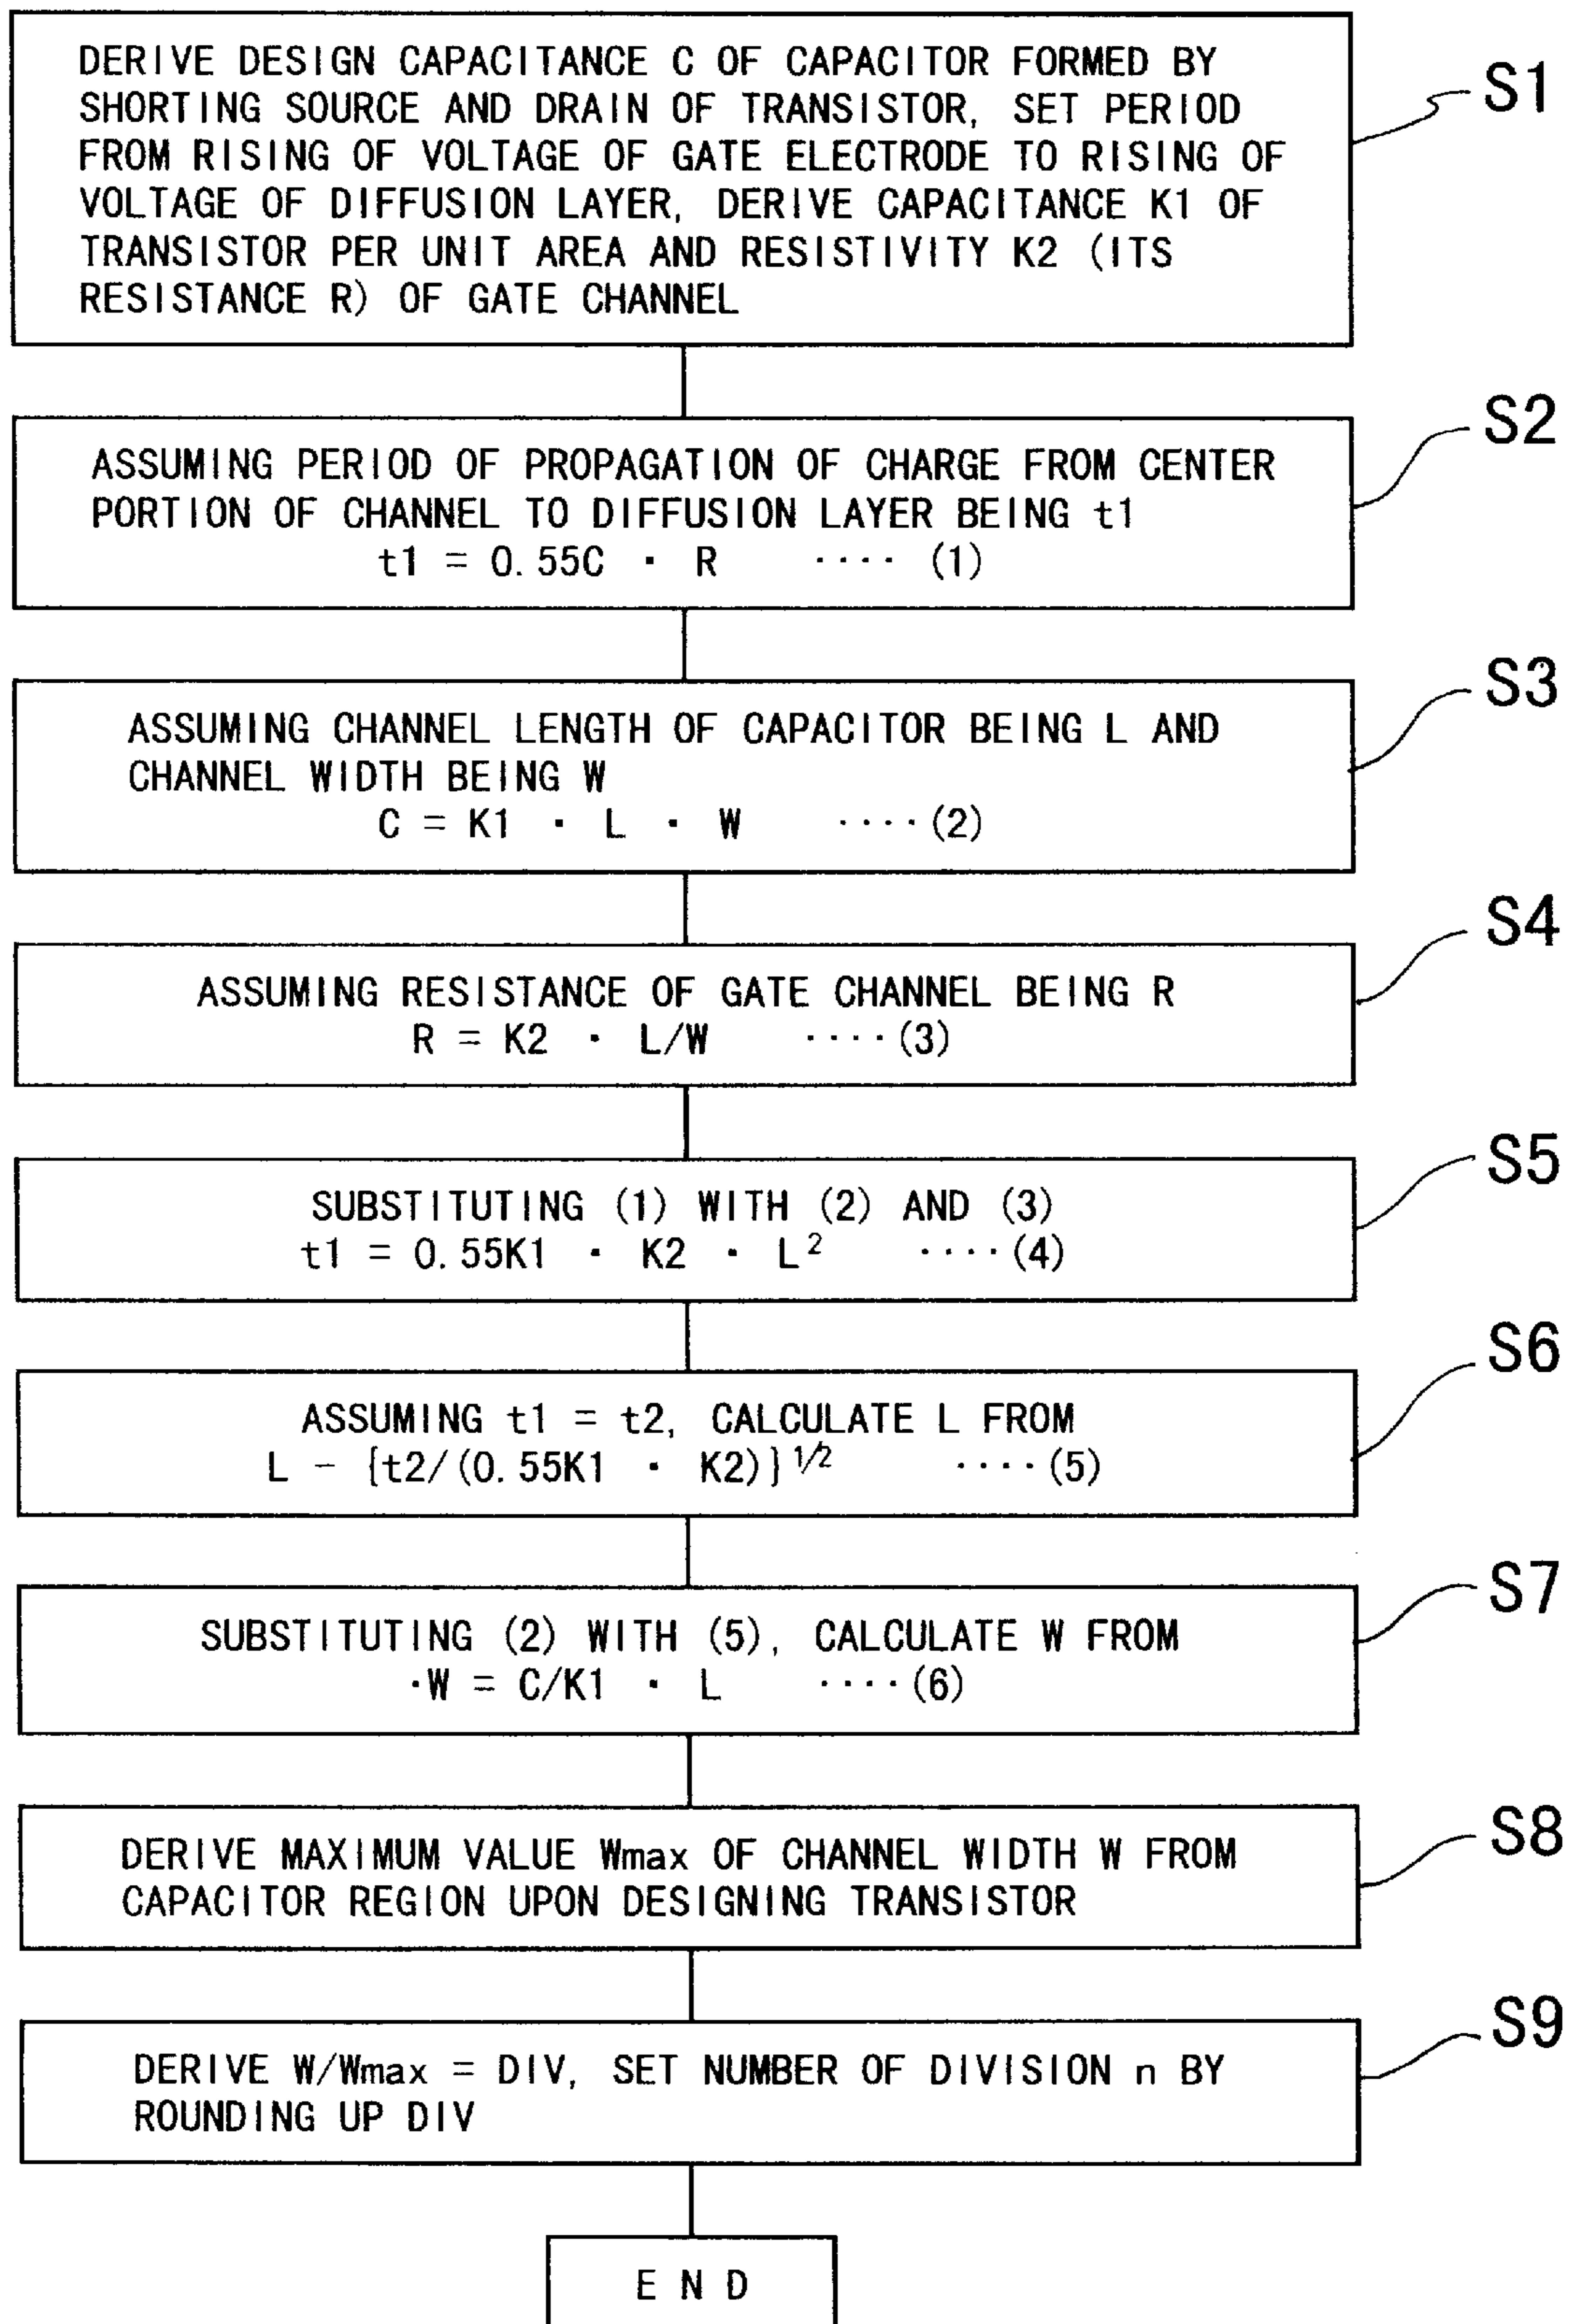 DERIVE DESIGN CAPACITANCE C OF CAPACITOR FORMED BY
SHORTING SOURCE AND DRAIN OF TRANSISTOR, SET PERIOD
FROM RISING OF VOLTAGE OF GATE ELECTRODE TO RISING OF
VOLTAGE OF DIFFUSION LAYER, DERIVE CAPACITANCE K1 OF
TRANSISTOR PER UNIT AREA AND RESISTIVITY K2 (ITS
RESISTANCE R) OF GATE CHANNEL
S1
ASSUMING PERIOD OF PROPAGATION OF CHARGE FROM CENTER
PORTION OF CHANNEL TO DIFFUSION LAYER BEING t1
t1 = 0.55C · R ···· (1)
S2
ASSUMING CHANNEL LENGTH OF CAPACITOR BEING L AND
CHANNEL WIDTH BEING W
C = K1 · L · W ····(2)
S3
ASSUMING RESISTANCE OF GATE CHANNEL BEING R
R = K2 · L/W ····(3)
S4
SUBSTITUTING (1) WITH (2) AND (3)
t1 = 0.55K1 · K2 · L² ····(4)
S5
ASSUMING t1 = t2, CALCULATE L FROM
L − {t2/(0.55K1 · K2)}^1/2 ····(5)
S6
SUBSTITUTING (2) WITH (5), CALCULATE W FROM
·W = C/K1 · L ····(6)
S7
DERIVE MAXIMUM VALUE Wmax OF CHANNEL WIDTH W FROM
CAPACITOR REGION UPON DESIGNING TRANSISTOR
S8
DERIVE W/Wmax = DIV, SET NUMBER OF DIVISION n BY
ROUNDING UP DIV
S9
END